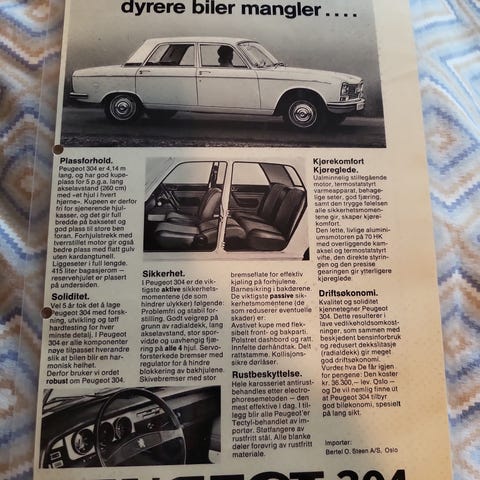 dyrere biler mangler....
Plassforhold.
Peugeot 304 er 4,14 m
lang, og har god kupe-
plass for 5 p.g.a. lang
akselavstand (260 cm)
med «et hjul i hvert
hjørne». Kupeen er derfor
fri for sjenerende hjul-
kasser, og det gir full
bredde på baksetet og
god plass til store ben
foran. Forhjulstrekk med
tverrstillet motor gir også
bedre plass med flatt gulv
uten kardangtunell.
Liggeseter i full lengde.
415 liter bagasjerom —
reservehjulet er plassert
på undersiden.
Soliditet.
Vel 5 år tok det å lage
Peugeot 304 med forsk-
ning, utvikling og
hardtesting for hver
minste detalj. I Peugeot
304 er alle komponenter
nøye tilpasset hverandre
slik at bilen blir en har-
monisk helhet.
Derfor bruker vi ordet
robust om Peugeot 304.
Sikkerhet.
I Peugeot 304 er de
viktigste aktive sikkerhets-
momentene (de som
hindrer ulykker) følgende:
Problemfri og stabil for-
stilling. Godt veigrep på
grunn av radialdekk, lang
akselavstand, stor spor-
vidde og uavhengig fjæ-
ring på alle 4 hjul. Servo-
forsterkede bremser med
regulator for å hindre
blokkering av bakhjulene.
Skivebremser med stor
bremseflate for effektiv
kjøling på forhjulene.
Barnesikring i bakdørene.
De viktigste passive sik-
kerhetsmomentene (de
som reduserer eventuelle
skader) er:
Avstivet kupe med flek-
sibelt front- og bakparti.
Polstret dashbord og ratt.
Innfelte dørhåndtak. Delt
rattstamme. Kollisjons-
sikre dørlåser.
Rustbeskyttelse.
Hele karosseriet antirust-
behandles etter electro-
phoresemetoden — den
mest effektive i dag. I til-
legg blir alle Peugeot'er
Tectyl-behandlet av im-
portør. Støtfangere av
rustfritt stål. Alle blanke
deler forøvrig av rustfritt
materiale.
Kjørekomfort
Kjøreglede.
Ualminnelig stillegående
motor, termostatstyrt
varmeapparat, behage-
lige seter, god fjæring,
samt den trygge følelsen
alle sikkerhetsmomen-
tene gir, skaper kjøre-
komfort.
Den lette, livlige alumini-
umsmotoren på 70 HK
med overliggende kam-
aksel og termostatstyrt
vifte, den direkte styrin-
gen og den presise
gearingen gir ytterligere
kjøreglede.
Driftsøkonomi.
Kvalitet og soliditet
kjennetegner Peugeot
304. Dette resulterer i
lave vedlikeholdsomkost-
ninger, som sammen med
beskjedent bensinforbruk
og redusert dekkslitasje
(radialdekk) gir meget
god driftsøkonomi.
Vurder hva De får igjen
for pengene: Den koster
kr. 36.300,— lev. Oslo —
og De vil nemlig finne ut
at Peugeot 304 tilbyr
god biløkonomi, spesielt
på lang sikt.
Importør:
Bertel O. Steen A/S, Oslo
PEUGEOT 304